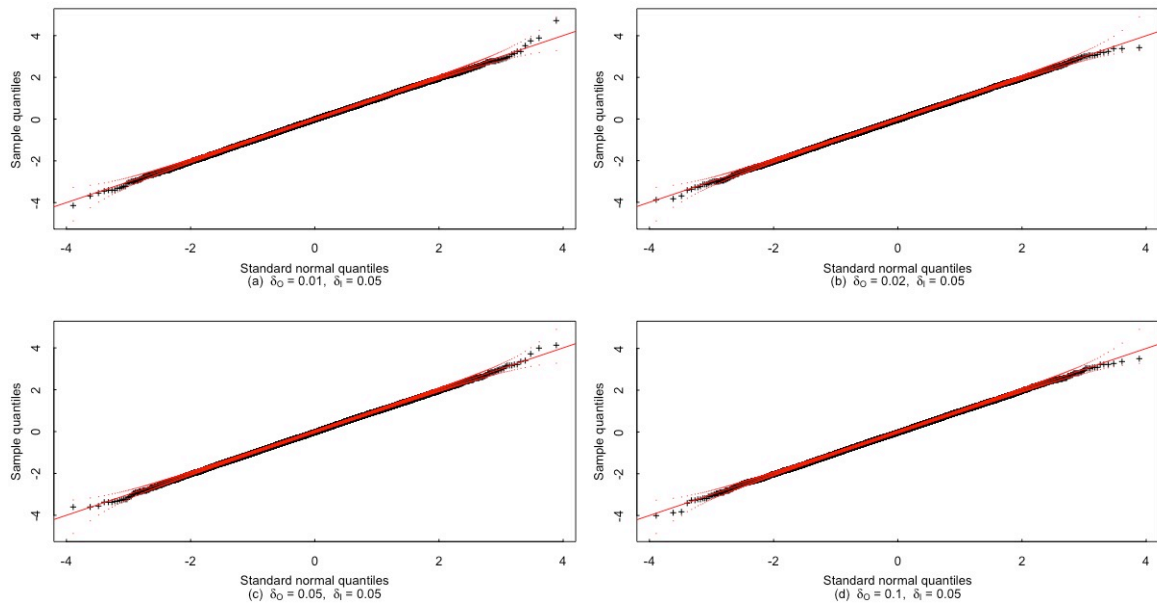 Sample quantiles
4
2
0
-2
-4
-4 -2 0 2 4
Standard normal quantiles
(a) δO = 0.01, δI = 0.05
Sample quantiles
4
2
0
-2
-4
-4 -2 0 2 4
Standard normal quantiles
(b) δO = 0.02, δI = 0.05
Sample quantiles
4
2
0
-2
-4
-4 -2 0 2 4
Standard normal quantiles
(c) δO = 0.05, δI = 0.05
Sample quantiles
4
2
0
-2
-4
-4 -2 0 2 4
Standard normal quantiles
(d) δO = 0.1, δI = 0.05